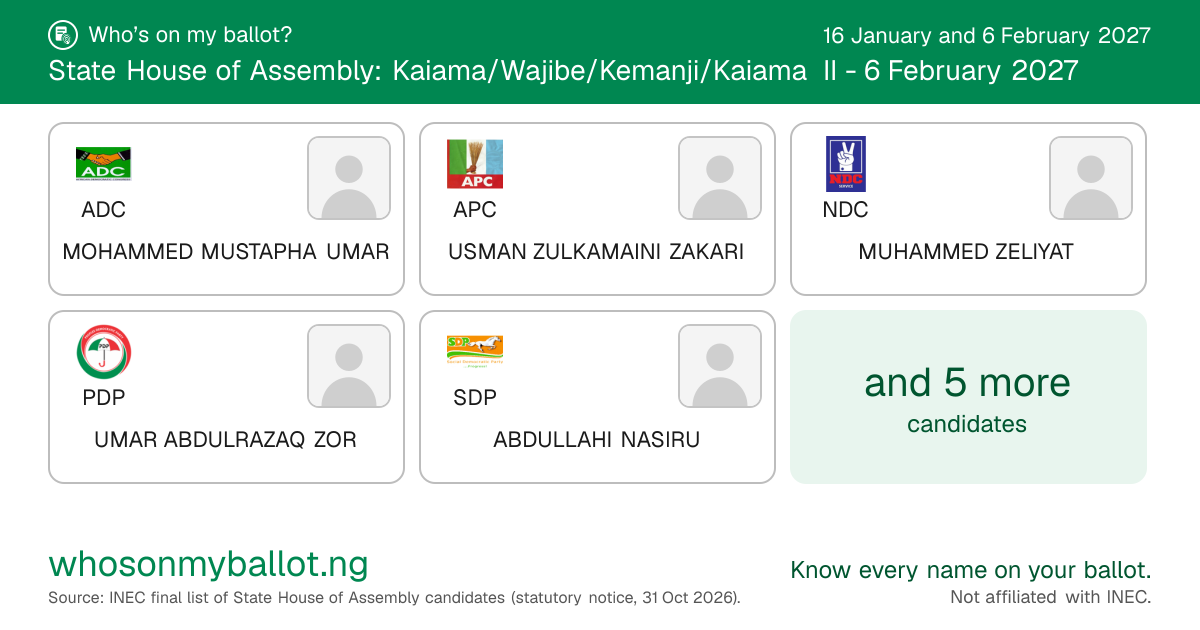 Who's on my ballot?
16 January and 6 February 2027
State House of Assembly: Kaiama/Wajibe/Kemanji/Kaiama II - 6 February 2027
ADC
ADC
MOHAMMED MUSTAPHA UMAR
APC
APC
USMAN ZULKAMAINI ZAKARI
NDC
SERVICE
NDC
MUHAMMED ZELIYAT
PDP
PDP
UMAR ABDULRAZAQ ZOR
SDP
Social Democratic Party
SDP
ABDULLAHI NASIRU
and 5 more
candidates
whosonmyballot.ng
Source: INEC final list of State House of Assembly candidates (statutory notice, 31 Oct 2026).
Know every name on your ballot.
Not affiliated with INEC.